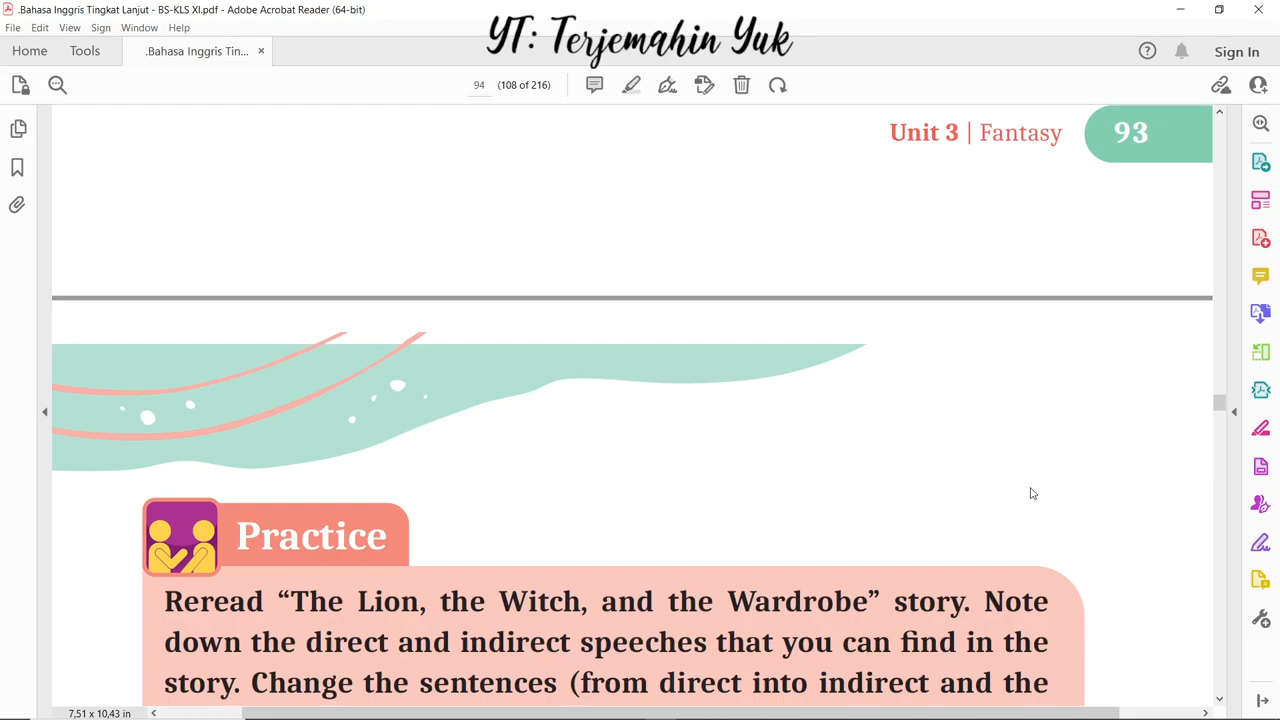 .Bahasa Inggris Tingkat Lanjut - BS-KLS XI.pdf - Adobe Acrobat Reader (64-bit)
YT: Terjemahin Yuk
File Edit View Sign Window Help
Home Tools .Bahasa Inggris Tin... × Sign In
94 (108 of 216)
Unit 3 | Fantasy 93
Practice
Reread “The Lion, the Witch, and the Wardrobe” story. Note
down the direct and indirect speeches that you can find in the
story. Change the sentences (from direct into indirect and the
7,51 x 10,43 in